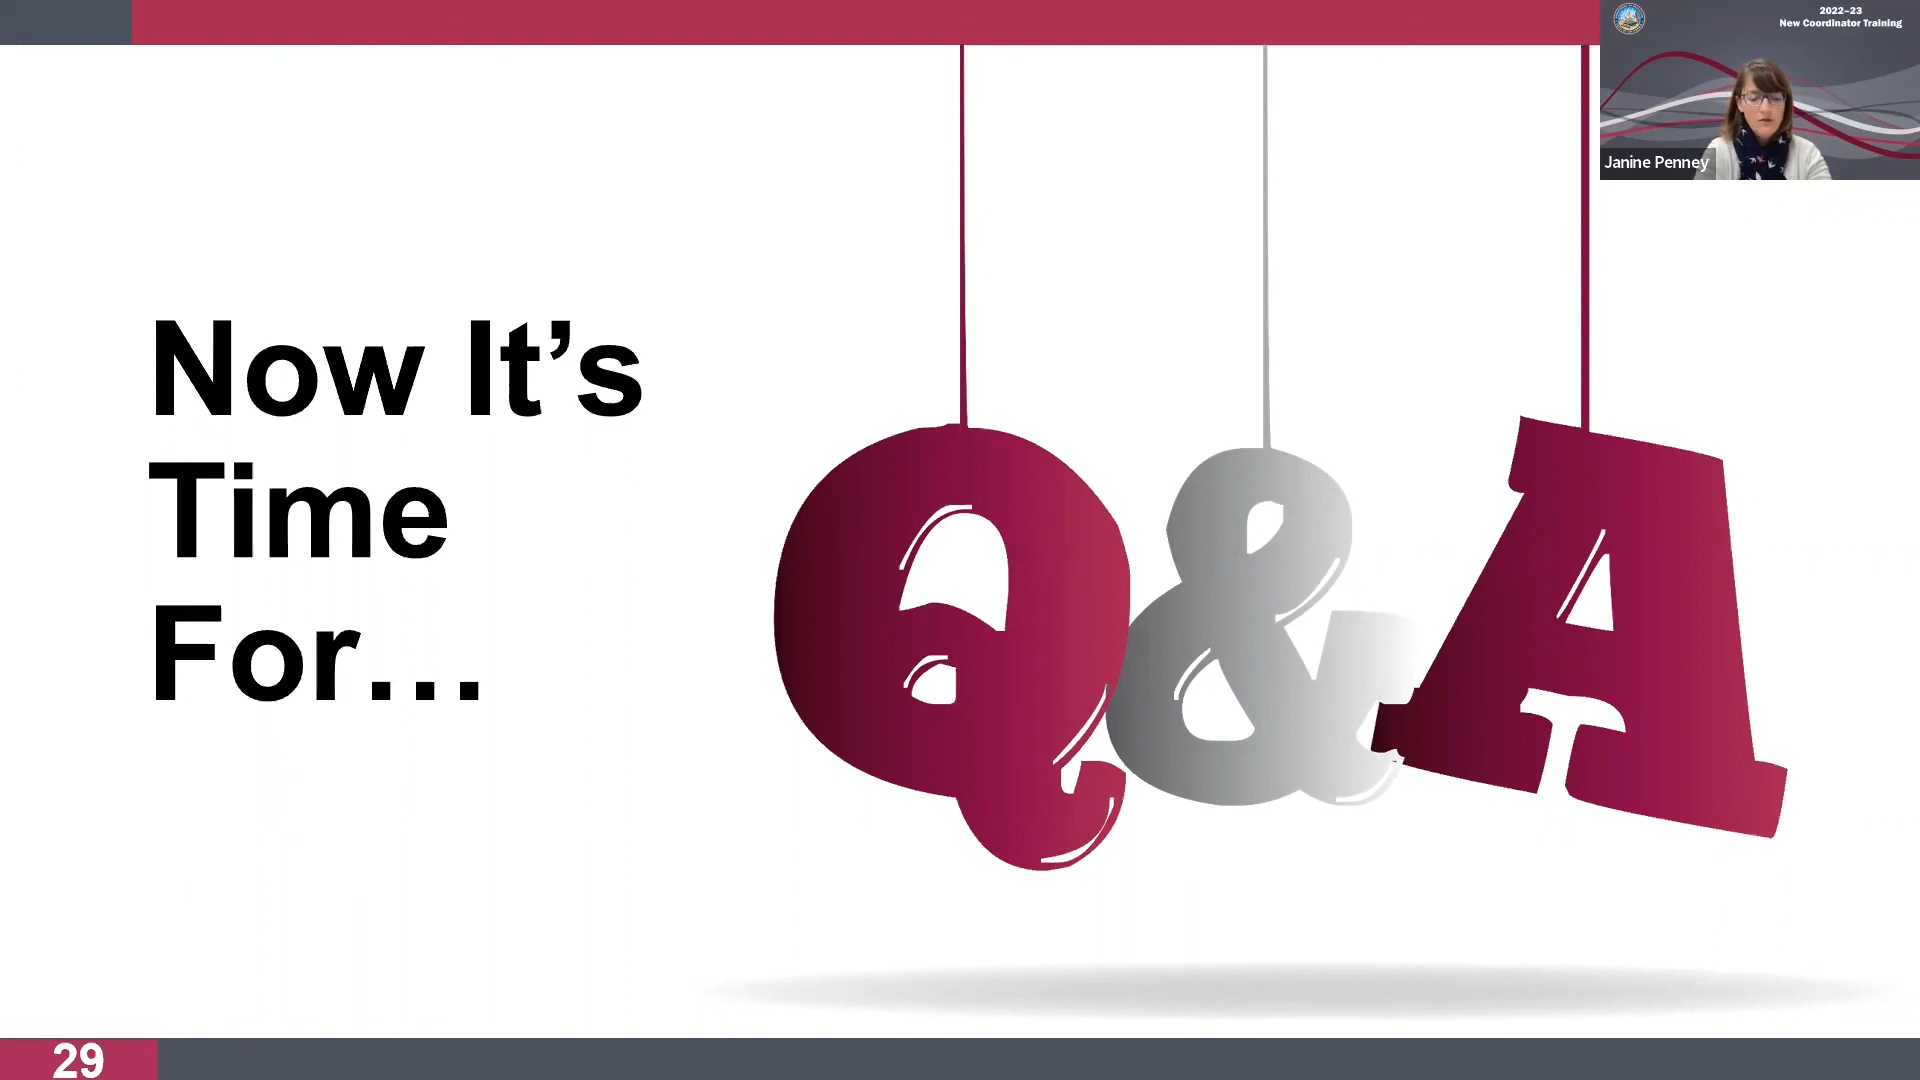 2022–23
New Coordinator Training
Janine Penney
Now It’s
Time
For…
Q&A
29